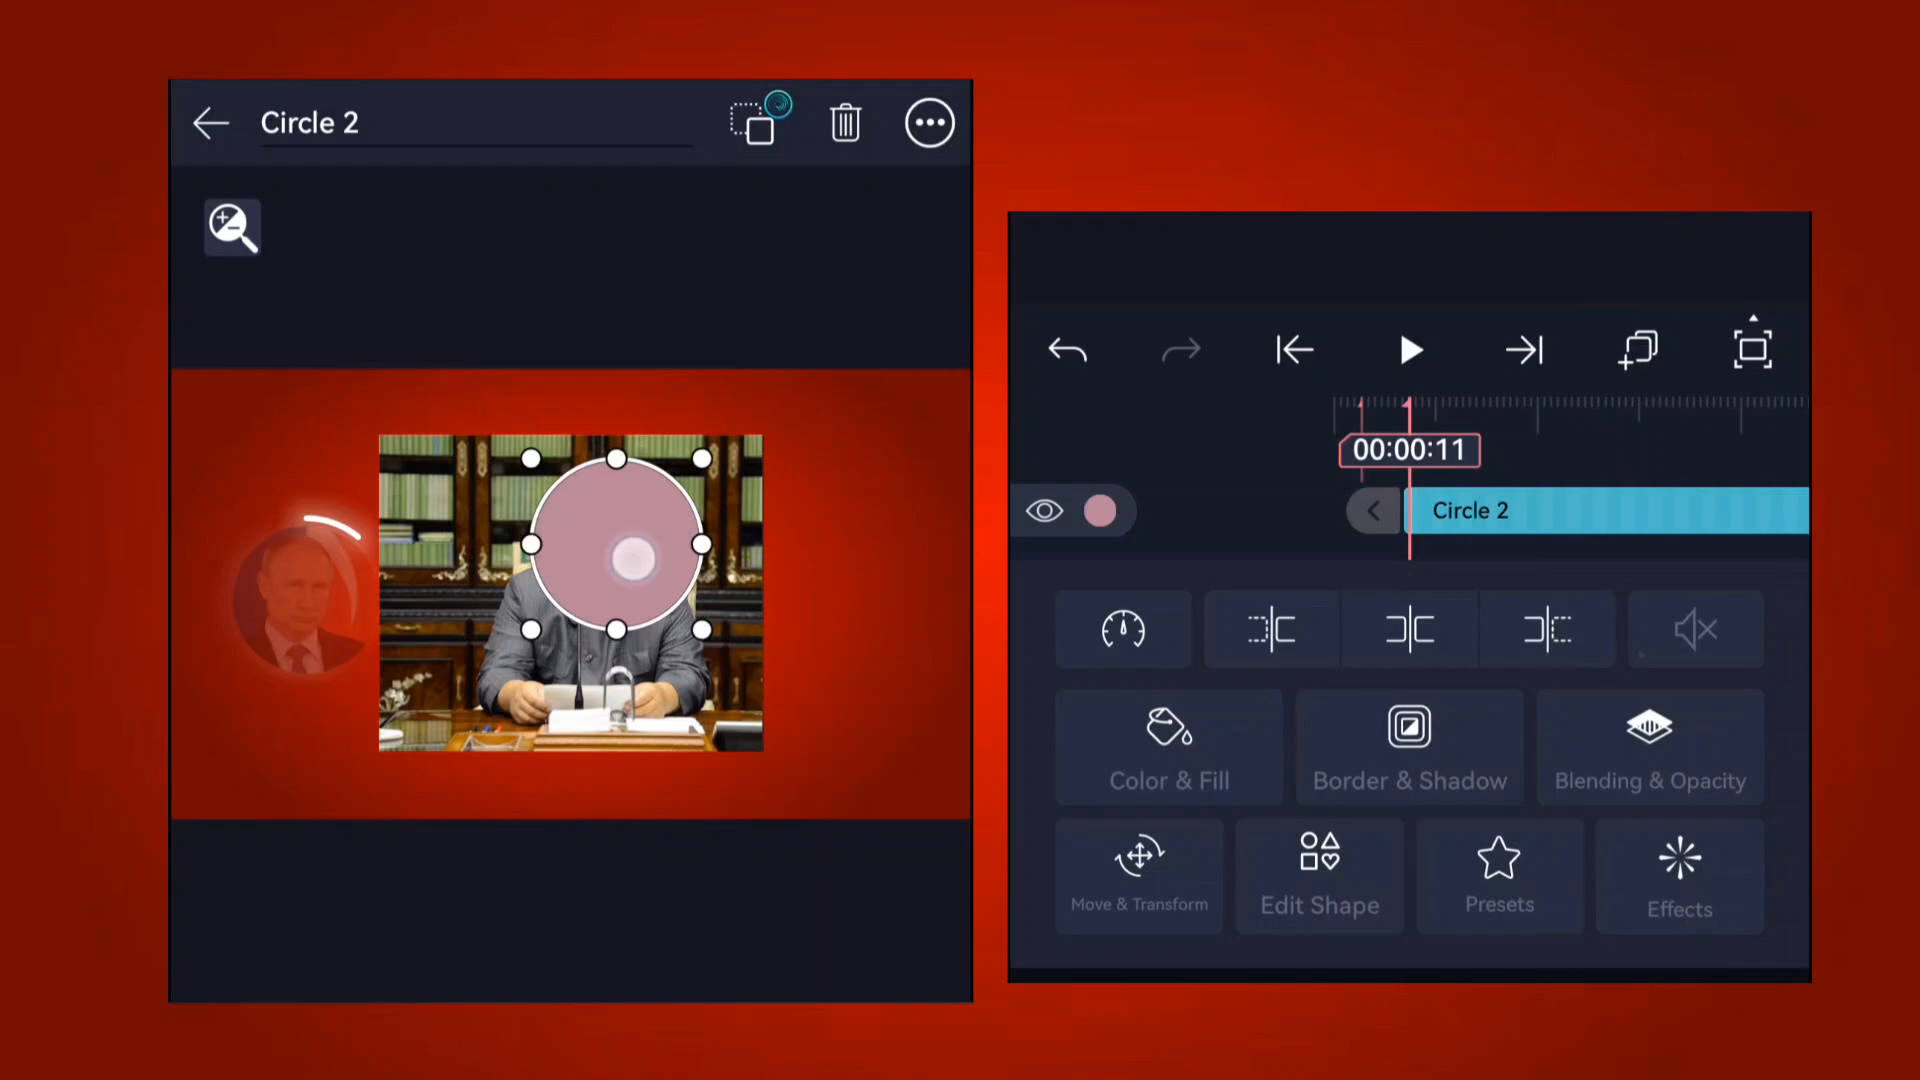 Circle 2
00:00:11
Circle 2
Color & Fill
Border & Shadow
Blending & Opacity
Move & Transform
Edit Shape
Presets
Effects